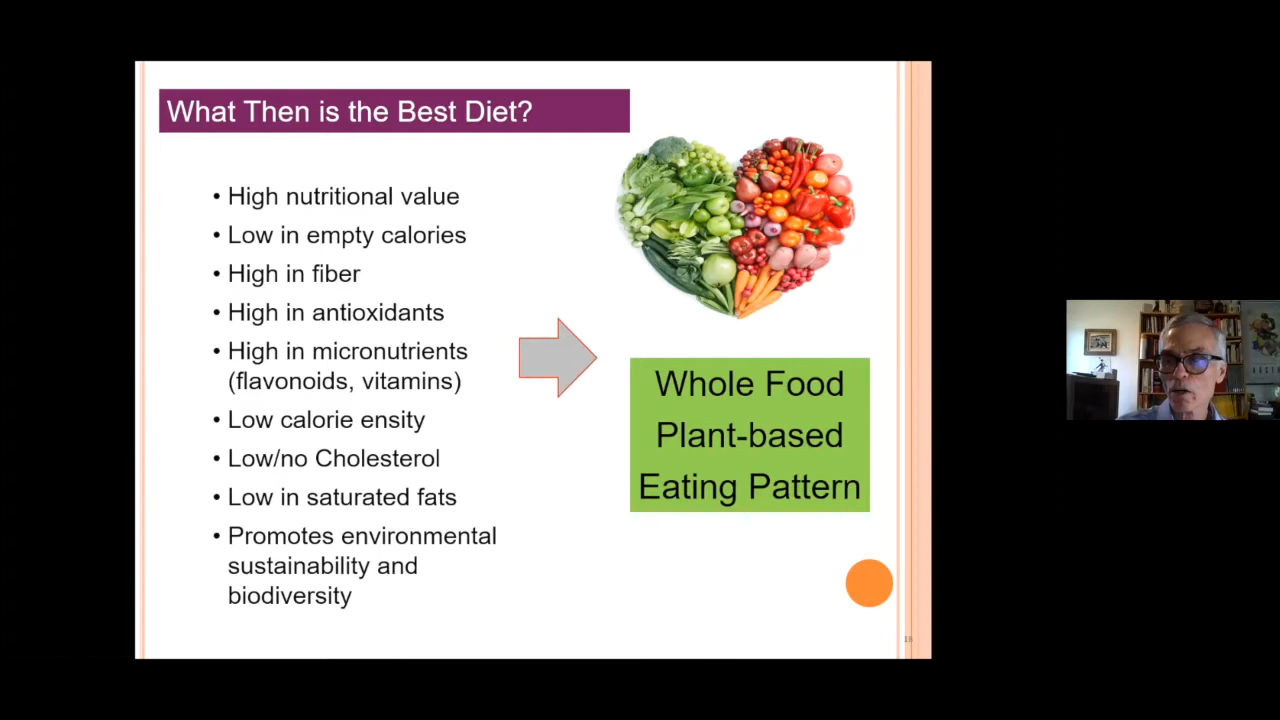 What Then is the Best Diet?
• High nutritional value
• Low in empty calories
• High in fiber
• High in antioxidants
• High in micronutrients
(flavonoids, vitamins)
• Low calorie ensity
• Low/no Cholesterol
• Low in saturated fats
• Promotes environmental
sustainability and
biodiversity
Whole Food
Plant-based
Eating Pattern
18